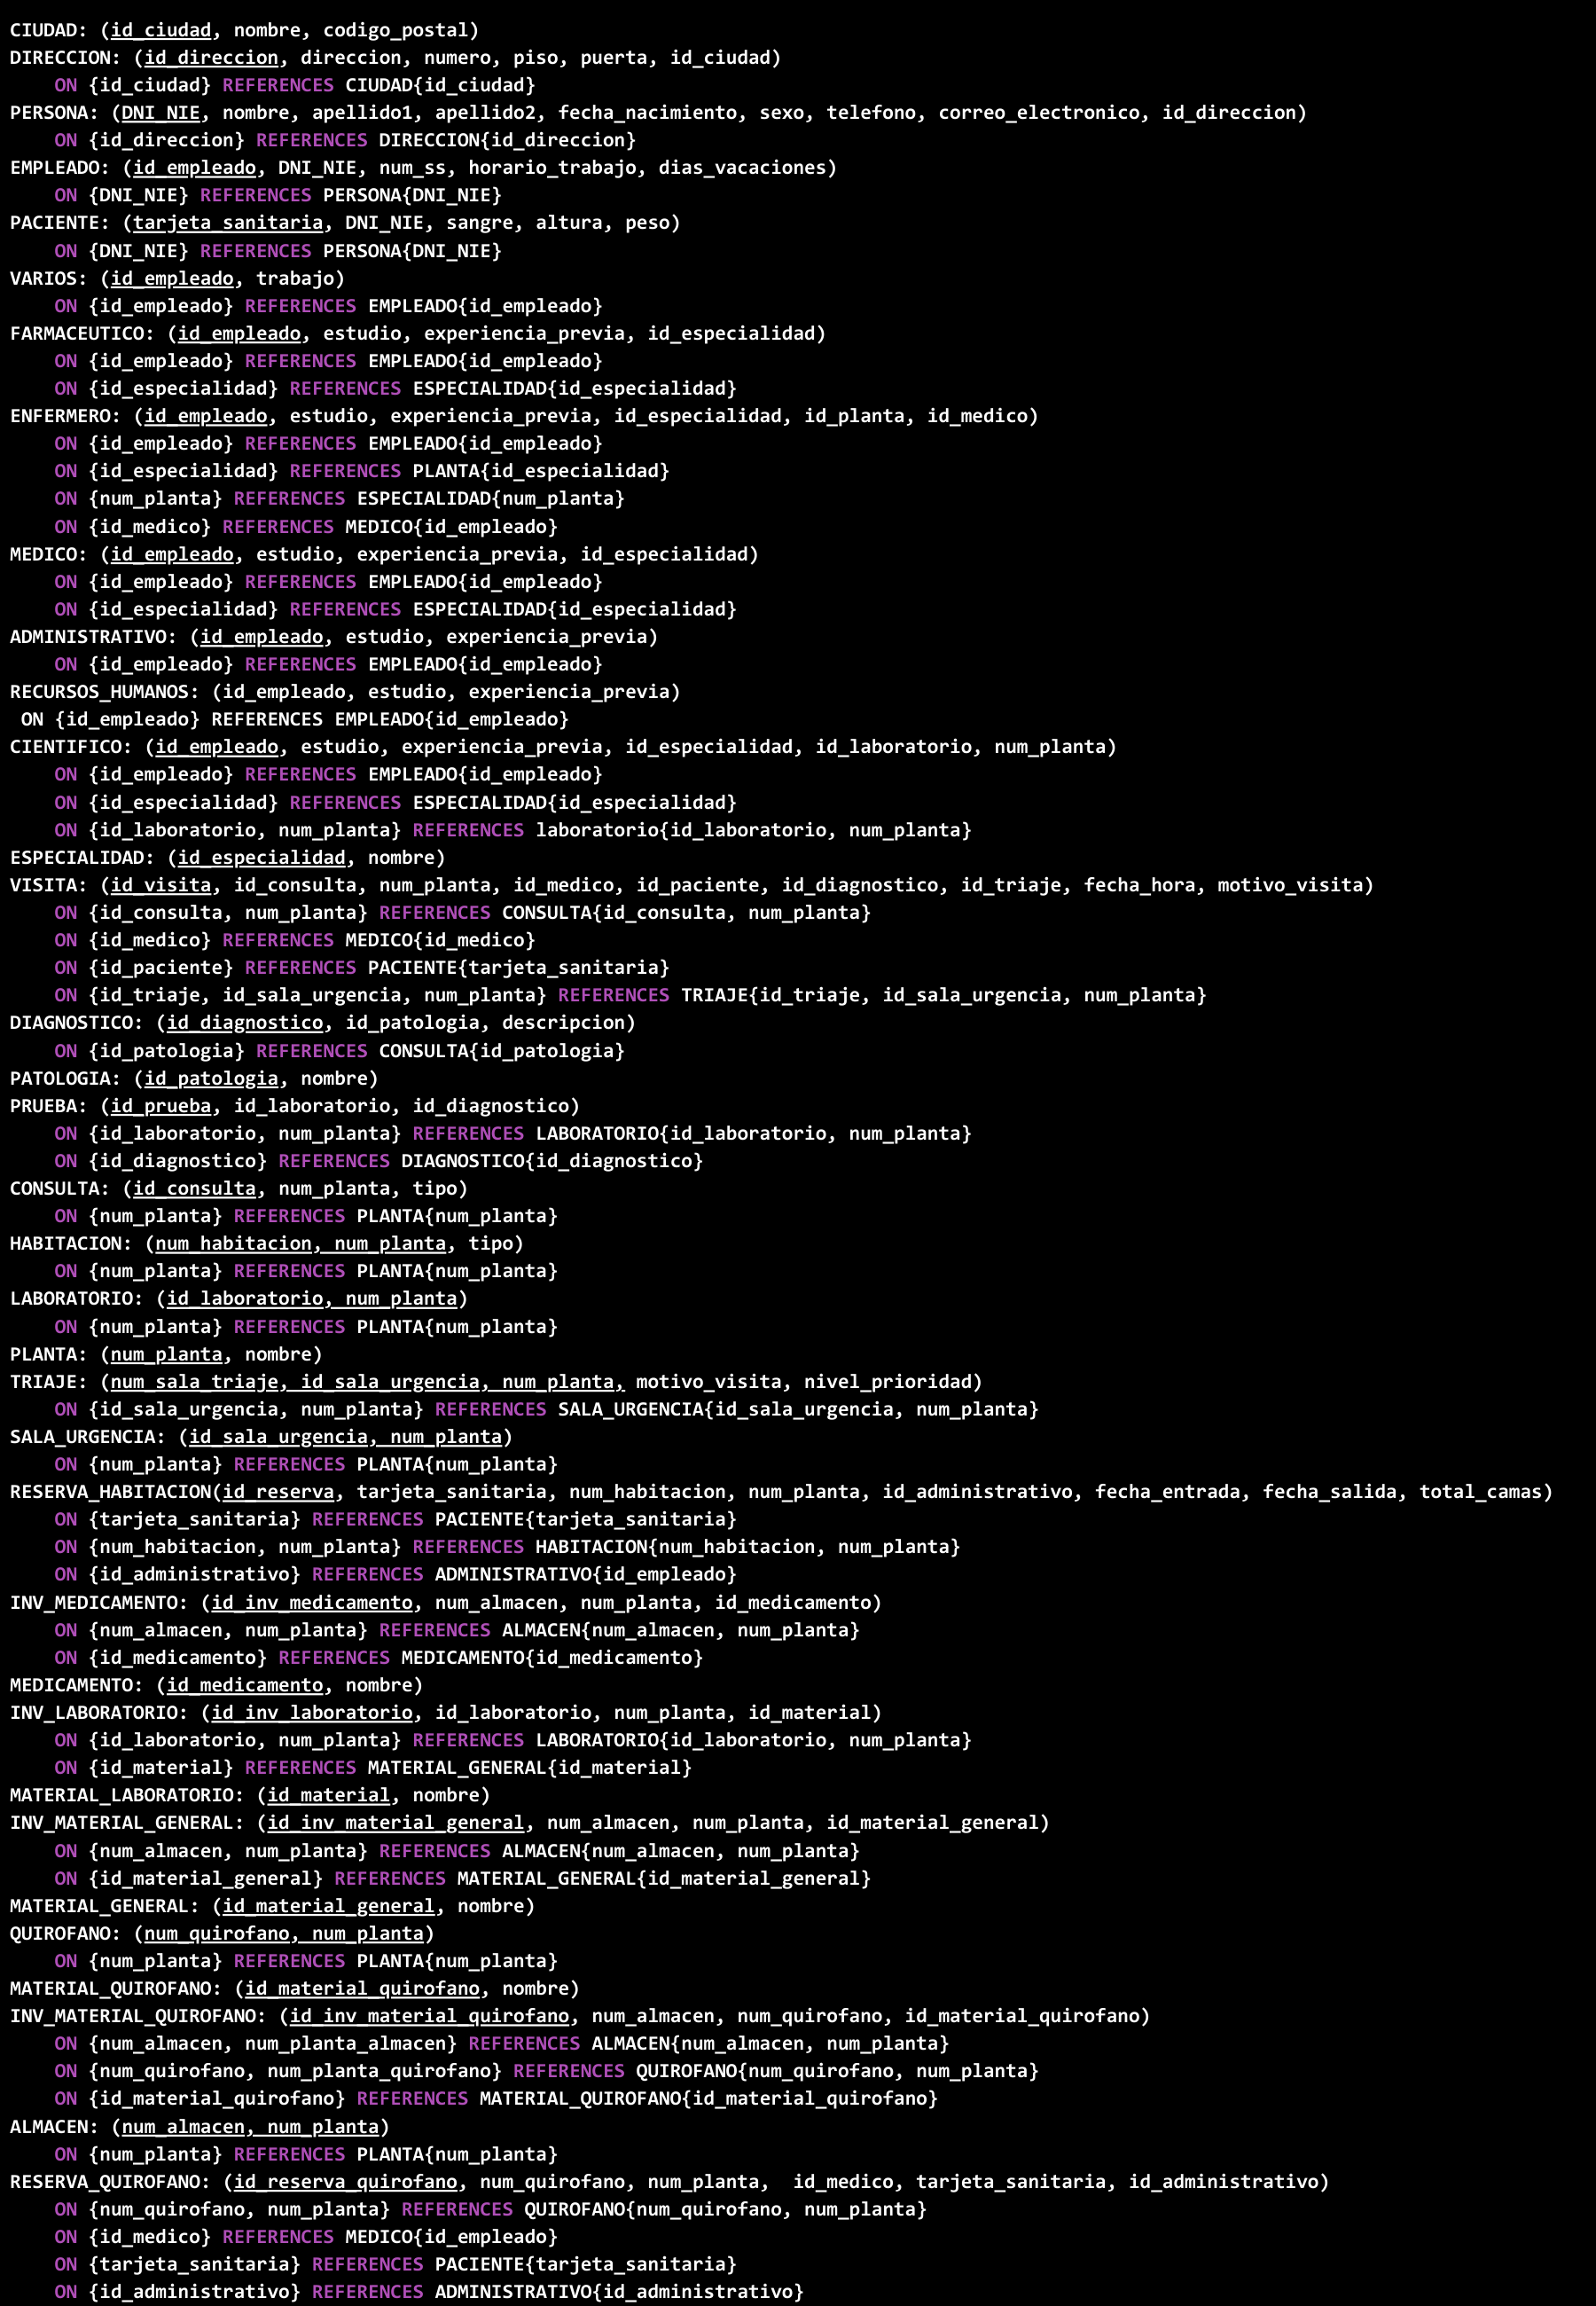 CIUDAD: (id_ciudad, nombre, codigo_postal)
DIRECCION: (id_direccion, direccion, numero, piso, puerta, id_ciudad)
ON {id_ciudad} REFERENCES CIUDAD{id_ciudad}
PERSONA: (DNI_NIE, nombre, apellido1, apellido2, fecha_nacimiento, sexo, telefono, correo_electronico, id_direccion)
ON {id_direccion} REFERENCES DIRECCION{id_direccion}
EMPLEADO: (id_empleado, DNI_NIE, num_ss, horario_trabajo, dias_vacaciones)
ON {DNI_NIE} REFERENCES PERSONA{DNI_NIE}
PACIENTE: (tarjeta_sanitaria, DNI_NIE, sangre, altura, peso)
ON {DNI_NIE} REFERENCES PERSONA{DNI_NIE}
VARIOS: (id_empleado, trabajo)
ON {id_empleado} REFERENCES EMPLEADO{id_empleado}
FARMACEUTICO: (id_empleado, estudio, experiencia_previa, id_especialidad)
ON {id_empleado} REFERENCES EMPLEADO{id_empleado}
ON {id_especialidad} REFERENCES ESPECIALIDAD{id_especialidad}
ENFERMERO: (id_empleado, estudio, experiencia_previa, id_especialidad, id_planta, id_medico)
ON {id_empleado} REFERENCES EMPLEADO{id_empleado}
ON {id_especialidad} REFERENCES PLANTA{id_especialidad}
ON {num_planta} REFERENCES ESPECIALIDAD{num_planta}
ON {id_medico} REFERENCES MEDICO{id_empleado}
MEDICO: (id_empleado, estudio, experiencia_previa, id_especialidad)
ON {id_empleado} REFERENCES EMPLEADO{id_empleado}
ON {id_especialidad} REFERENCES ESPECIALIDAD{id_especialidad}
ADMINISTRATIVO: (id_empleado, estudio, experiencia_previa)
ON {id_empleado} REFERENCES EMPLEADO{id_empleado}
RECURSOS_HUMANOS: (id_empleado, estudio, experiencia_previa)
ON {id_empleado} REFERENCES EMPLEADO{id_empleado}
CIENTIFICO: (id_empleado, estudio, experiencia_previa, id_especialidad, id_laboratorio, num_planta)
ON {id_empleado} REFERENCES EMPLEADO{id_empleado}
ON {id_especialidad} REFERENCES ESPECIALIDAD{id_especialidad}
ON {id_laboratorio, num_planta} REFERENCES laboratorio{id_laboratorio, num_planta}
ESPECIALIDAD: (id_especialidad, nombre)
VISITA: (id_visita, id_consulta, num_planta, id_medico, id_paciente, id_diagnostico, id_triaje, fecha_hora, motivo_visita)
ON {id_consulta, num_planta} REFERENCES CONSULTA{id_consulta, num_planta}
ON {id_medico} REFERENCES MEDICO{id_medico}
ON {id_paciente} REFERENCES PACIENTE{tarjeta_sanitaria}
ON {id_triaje, id_sala_urgencia, num_planta} REFERENCES TRIAJE{id_triaje, id_sala_urgencia, num_planta}
DIAGNOSTICO: (id_diagnostico, id_patologia, descripcion)
ON {id_patologia} REFERENCES CONSULTA{id_patologia}
PATOLOGIA: (id_patologia, nombre)
PRUEBA: (id_prueba, id_laboratorio, id_diagnostico)
ON {id_laboratorio, num_planta} REFERENCES LABORATORIO{id_laboratorio, num_planta}
ON {id_diagnostico} REFERENCES DIAGNOSTICO{id_diagnostico}
CONSULTA: (id_consulta, num_planta, tipo)
ON {num_planta} REFERENCES PLANTA{num_planta}
HABITACION: (num_habitacion, num_planta, tipo)
ON {num_planta} REFERENCES PLANTA{num_planta}
LABORATORIO: (id_laboratorio, num_planta)
ON {num_planta} REFERENCES PLANTA{num_planta}
PLANTA: (num_planta, nombre)
TRIAJE: (num_sala_triaje, id_sala_urgencia, num_planta, motivo_visita, nivel_prioridad)
ON {id_sala_urgencia, num_planta} REFERENCES SALA_URGENCIA{id_sala_urgencia, num_planta}
SALA_URGENCIA: (id_sala_urgencia, num_planta)
ON {num_planta} REFERENCES PLANTA{num_planta}
RESERVA_HABITACION(id_reserva, tarjeta_sanitaria, num_habitacion, num_planta, id_administrativo, fecha_entrada, fecha_salida, total_camas)
ON {tarjeta_sanitaria} REFERENCES PACIENTE{tarjeta_sanitaria}
ON {num_habitacion, num_planta} REFERENCES HABITACION{num_habitacion, num_planta}
ON {id_administrativo} REFERENCES ADMINISTRATIVO{id_empleado}
INV_MEDICAMENTO: (id_inv_medicamento, num_almacen, num_planta, id_medicamento)
ON {num_almacen, num_planta} REFERENCES ALMACEN{num_almacen, num_planta}
ON {id_medicamento} REFERENCES MEDICAMENTO{id_medicamento}
MEDICAMENTO: (id_medicamento, nombre)
INV_LABORATORIO: (id_inv_laboratorio, id_laboratorio, num_planta, id_material)
ON {id_laboratorio, num_planta} REFERENCES LABORATORIO{id_laboratorio, num_planta}
ON {id_material} REFERENCES MATERIAL_GENERAL{id_material}
MATERIAL_LABORATORIO: (id_material, nombre)
INV_MATERIAL_GENERAL: (id_inv_material_general, num_almacen, num_planta, id_material_general)
ON {num_almacen, num_planta} REFERENCES ALMACEN{num_almacen, num_planta}
ON {id_material_general} REFERENCES MATERIAL_GENERAL{id_material_general}
MATERIAL_GENERAL: (id_material_general, nombre)
QUIROFANO: (num_quirofano, num_planta)
ON {num_planta} REFERENCES PLANTA{num_planta}
MATERIAL_QUIROFANO: (id_material_quirofano, nombre)
INV_MATERIAL_QUIROFANO: (id_inv_material_quirofano, num_almacen, num_quirofano, id_material_quirofano)
ON {num_almacen, num_planta_almacen} REFERENCES ALMACEN{num_almacen, num_planta}
ON {num_quirofano, num_planta_quirofano} REFERENCES QUIROFANO{num_quirofano, num_planta}
ON {id_material_quirofano} REFERENCES MATERIAL_QUIROFANO{id_material_quirofano}
ALMACEN: (num_almacen, num_planta)
ON {num_planta} REFERENCES PLANTA{num_planta}
RESERVA_QUIROFANO: (id_reserva_quirofano, num_quirofano, num_planta,  id_medico, tarjeta_sanitaria, id_administrativo)
ON {num_quirofano, num_planta} REFERENCES QUIROFANO{num_quirofano, num_planta}
ON {id_medico} REFERENCES MEDICO{id_empleado}
ON {tarjeta_sanitaria} REFERENCES PACIENTE{tarjeta_sanitaria}
ON {id_administrativo} REFERENCES ADMINISTRATIVO{id_administrativo}